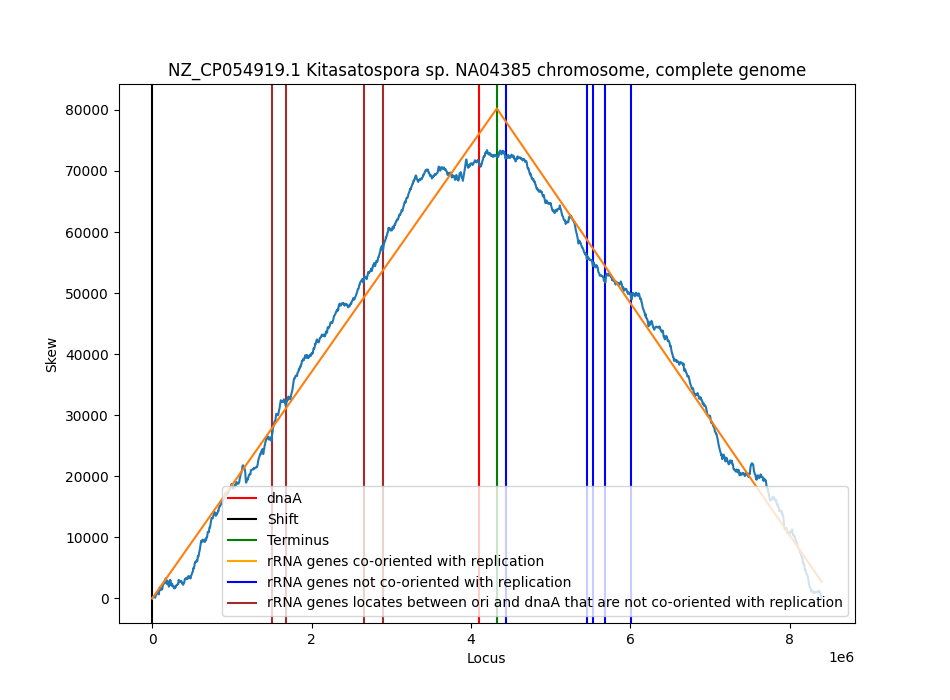 NZ_CP054919.1 Kitasatospora sp. NA04385 chromosome, complete genome
80000
70000
60000
50000
40000
30000
20000
10000
0
Skew
dnaA
Shift
Terminus
rRNA genes co-oriented with replication
rRNA genes not co-oriented with replication
rRNA genes locates between ori and dnaA that are not co-oriented with replication
0 2 4 6 8
1e6
Locus